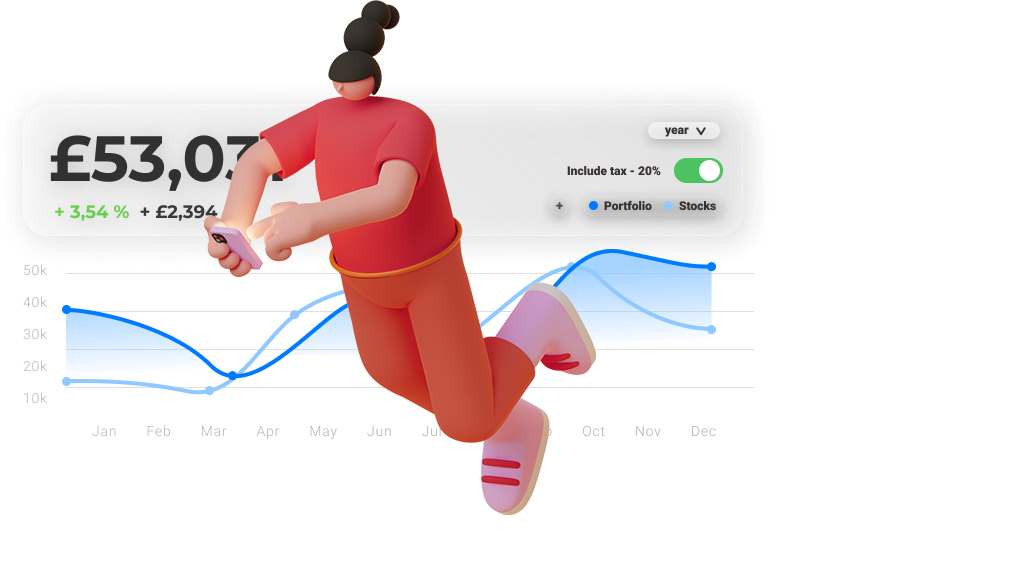 £53,03
year
Include tax - 20%
+ 3,54 % + £2,394
+ Portfolio Stocks
50k
40k
30k
20k
10k
Jan Feb Mar Apr May Jun Oct Nov Dec